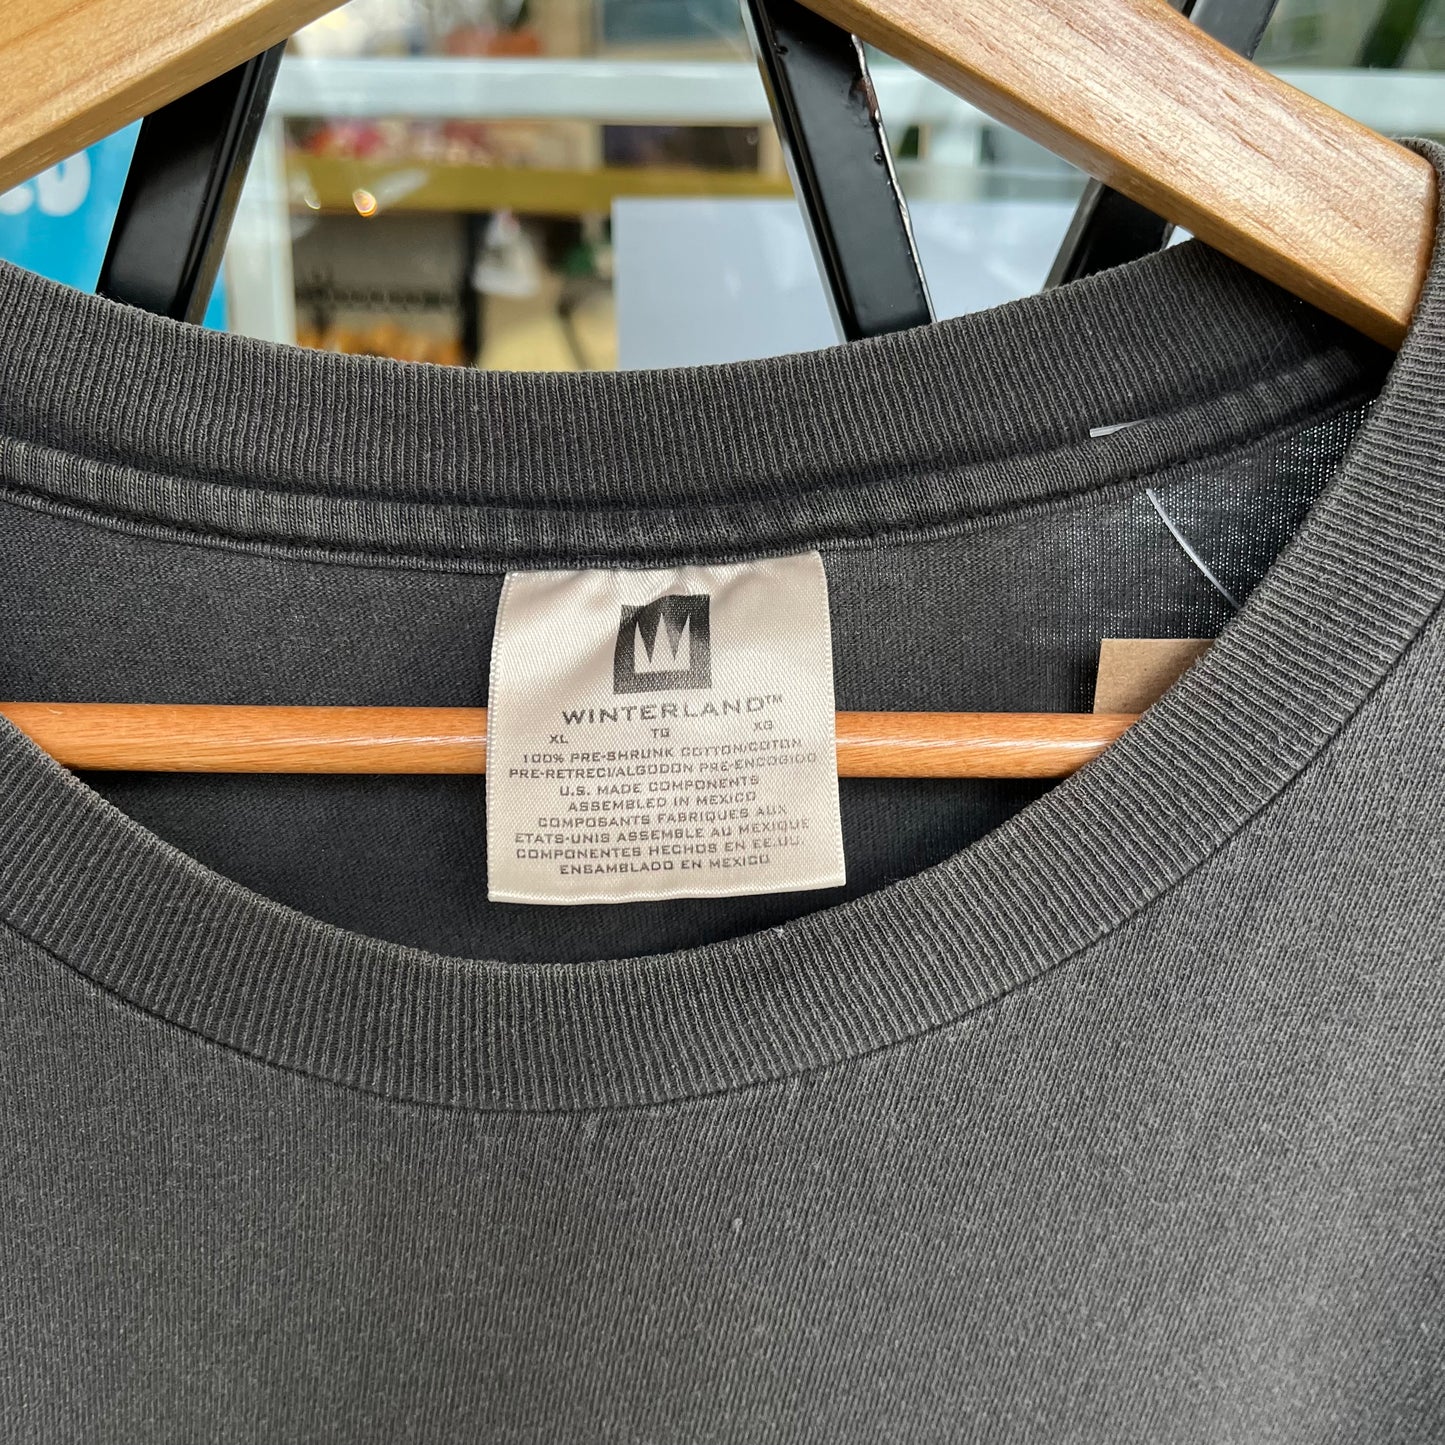 WINTERLAND™
XL TG XG
100% PRE-SHRUNK COTTON/COTON
PRE-RETRECI/ALGODON PRE-ENCOGIDO
U.S. MADE COMPONENTS
ASSEMBLED IN MEXICO
COMPOSANTS FABRIQUES AUX
ETATS-UNIS ASSEMBLE AU MEXIQUE
COMPONENTES HECHOS EN EE.UU.
ENSAMBLADO EN MEXICO